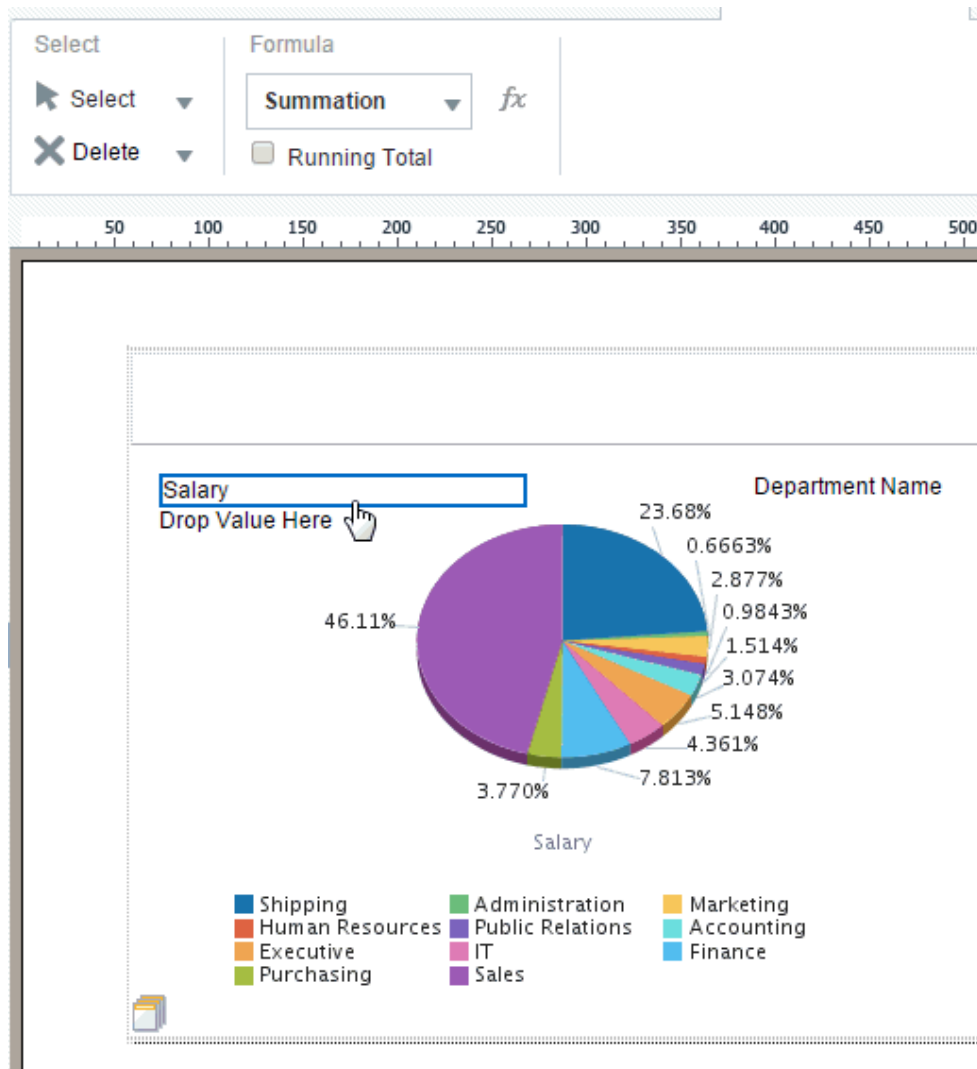 Select Formula
Select Summation fx
Delete Running Total
50 100 150 200 250 300 350 400 450 500
Salary Department Name
Drop Value Here 23.68%
0.6663%
2.877%
0.9843%
46.11% 1.514%
3.074%
5.148%
4.361%
3.770% 7.813%
Salary
Shipping Administration Marketing
Human Resources Public Relations Accounting
Executive IT Finance
Purchasing Sales